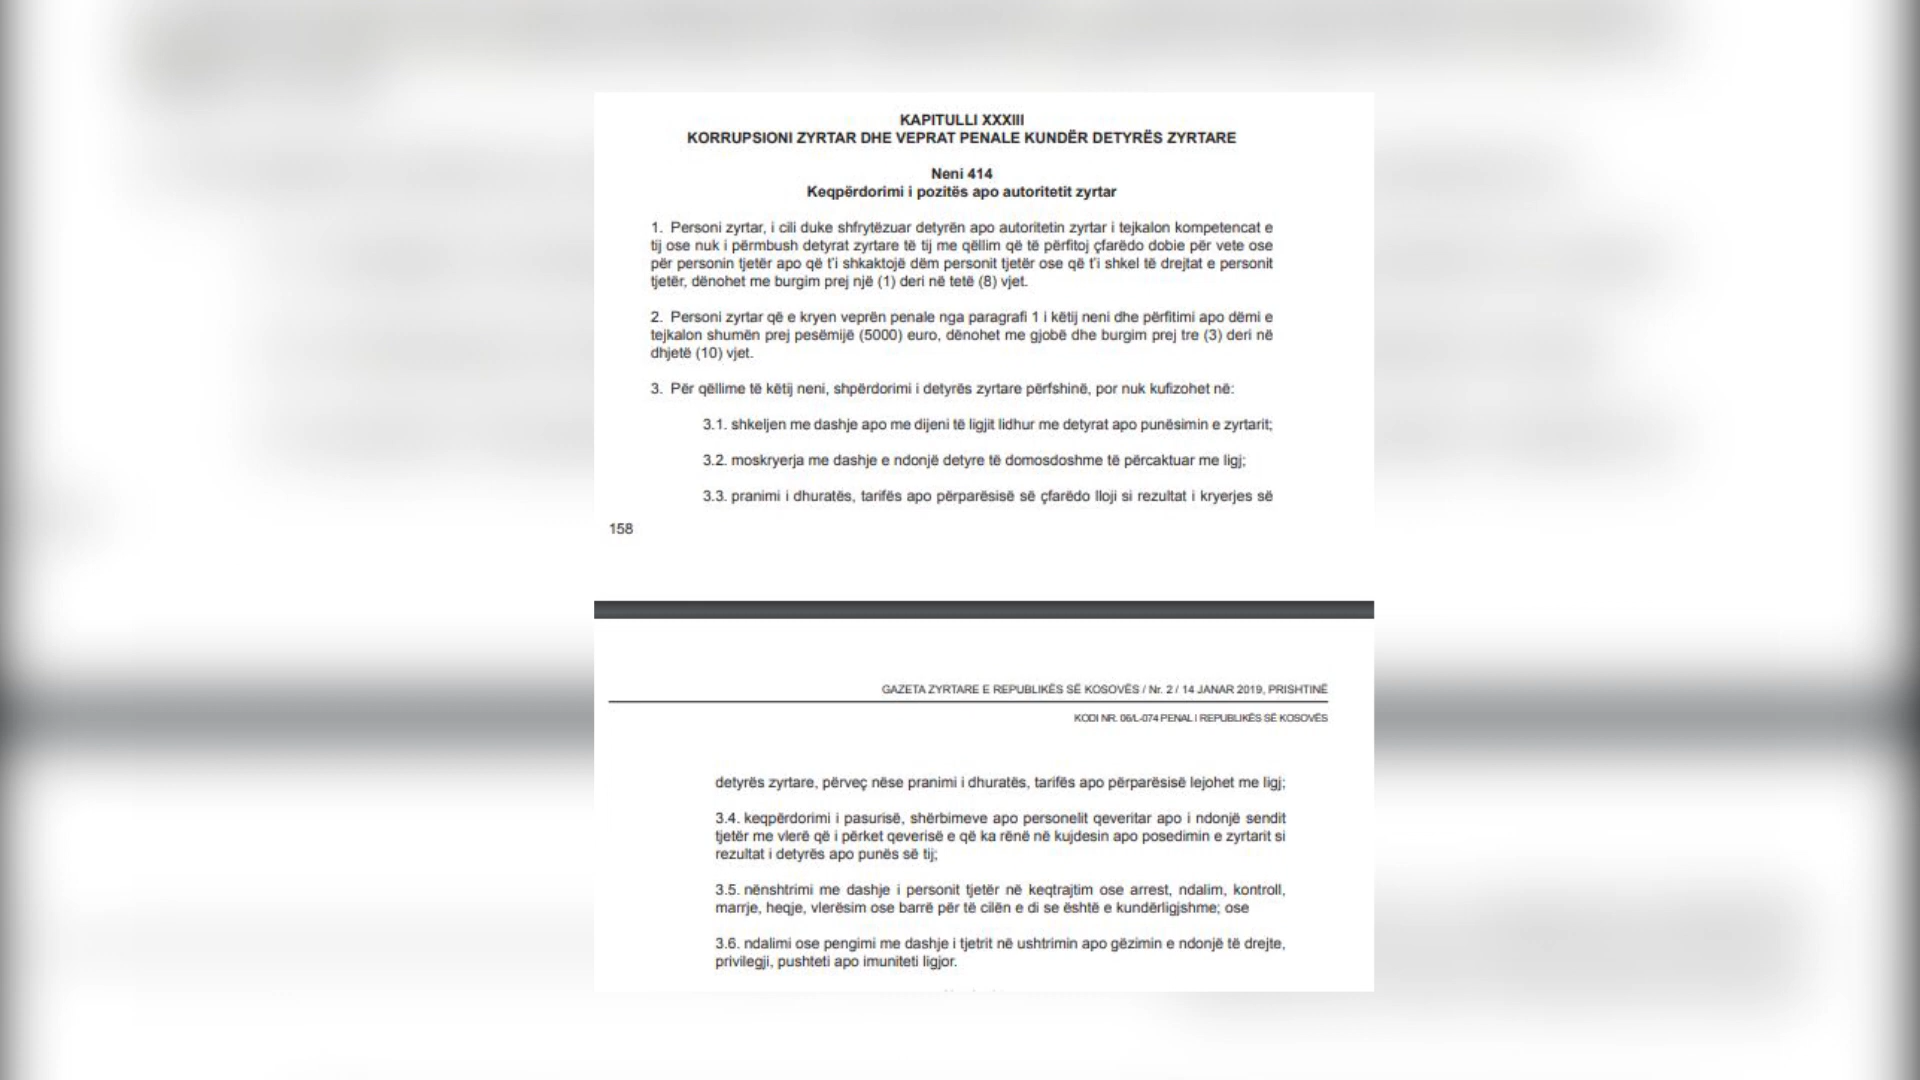 KAPITULLI XXXIII
KORRUPSIONI ZYRTAR DHE VEPRAT PENALE KUNDËR DETYRËS ZYRTARE
Neni 414
Keqpërdorimi i pozitës apo autoritetit zyrtar
1. Personi zyrtar, i cili duke shfrytëzuar detyrën apo autoritetin zyrtar i tejkalon kompetencat e
tij ose nuk i përmbush detyrat zyrtare të tij me qëllim që të përfitoj çfarëdo dobie për vete ose
për personin tjetër apo që t'i shkaktojë dëm personit tjetër ose që t'i shkel të drejtat e personit
tjetër, dënohet me burgim prej një (1) deri në tetë (8) vjet.
2. Personi zyrtar që e kryen veprën penale nga paragrafi 1 i këtij neni dhe përfitimi apo dëmi e
tejkalon shumën prej pesëmijë (5000) euro, dënohet me gjobë dhe burgim prej tre (3) deri në
dhjetë (10) vjet.
3. Për qëllime të këtij neni, shpërdorimi i detyrës zyrtare përfshinë, por nuk kufizohet në:
3.1. shkeljen me dashje apo me dijeni të ligjit lidhur me detyrat apo punësimin e zyrtarit;
3.2. moskryerja me dashje e ndonjë detyre të domosdoshme të përcaktuar me ligj;
3.3. pranimi i dhuratës, tarifës apo përparësisë së çfarëdo lloji si rezultat i kryerjes së
158
GAZETA ZYRTARE E REPUBLIKËS SË KOSOVËS / Nr. 2 / 14 JANAR 2019, PRISHTINË
KODI NR. 06/L-074 PENAL I REPUBLIKËS SË KOSOVËS
detyrës zyrtare, përveç nëse pranimi i dhuratës, tarifës apo përparësisë lejohet me ligj;
3.4. keqpërdorimi i pasurisë, shërbimeve apo personelit qeveritar apo i ndonjë sendit
tjetër me vlerë që i përket qeverisë e që ka rënë në kujdesin apo posedimin e zyrtarit si
rezultat i detyrës apo punës së tij;
3.5. nënshtrimi me dashje i personit tjetër në keqtrajtim ose arrest, ndalim, kontroll,
marrje, heqje, vlerësim ose barrë për të cilën e di se është e kundërligjshme; ose
3.6. ndalimi ose pengimi me dashje i tjetrit në ushtrimin apo gëzimin e ndonjë të drejte,
privilegji, pushteti apo imuniteti ligjor.